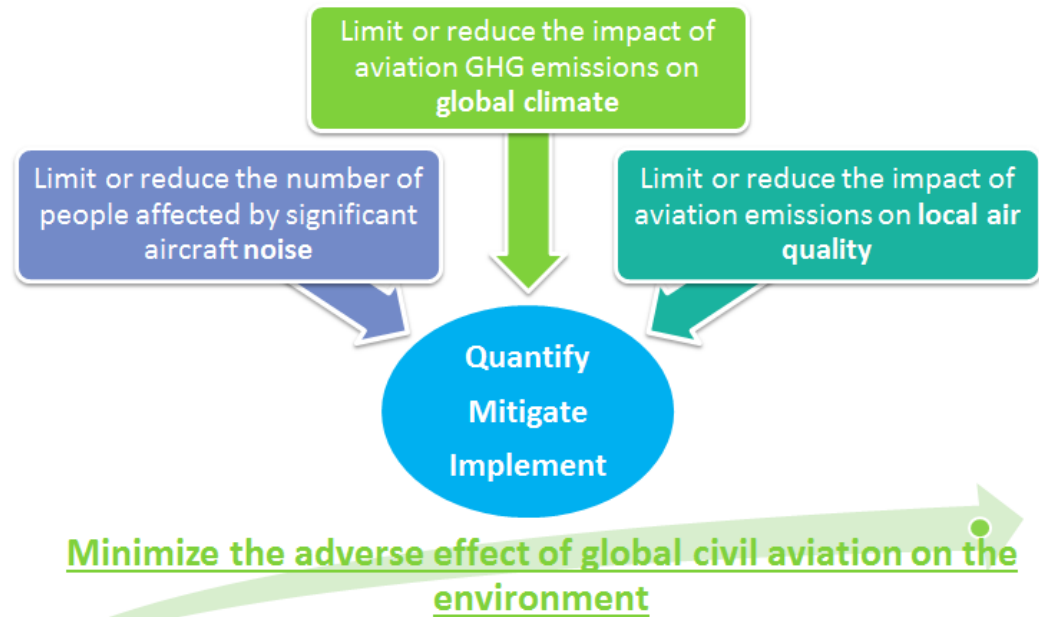 Limit or reduce the impact of
aviation GHG emissions on
global climate
Limit or reduce the number of
people affected by significant
aircraft noise
Limit or reduce the impact of
aviation emissions on local air
quality
Quantify
Mitigate
Implement
Minimize the adverse effect of global civil aviation on the
environment